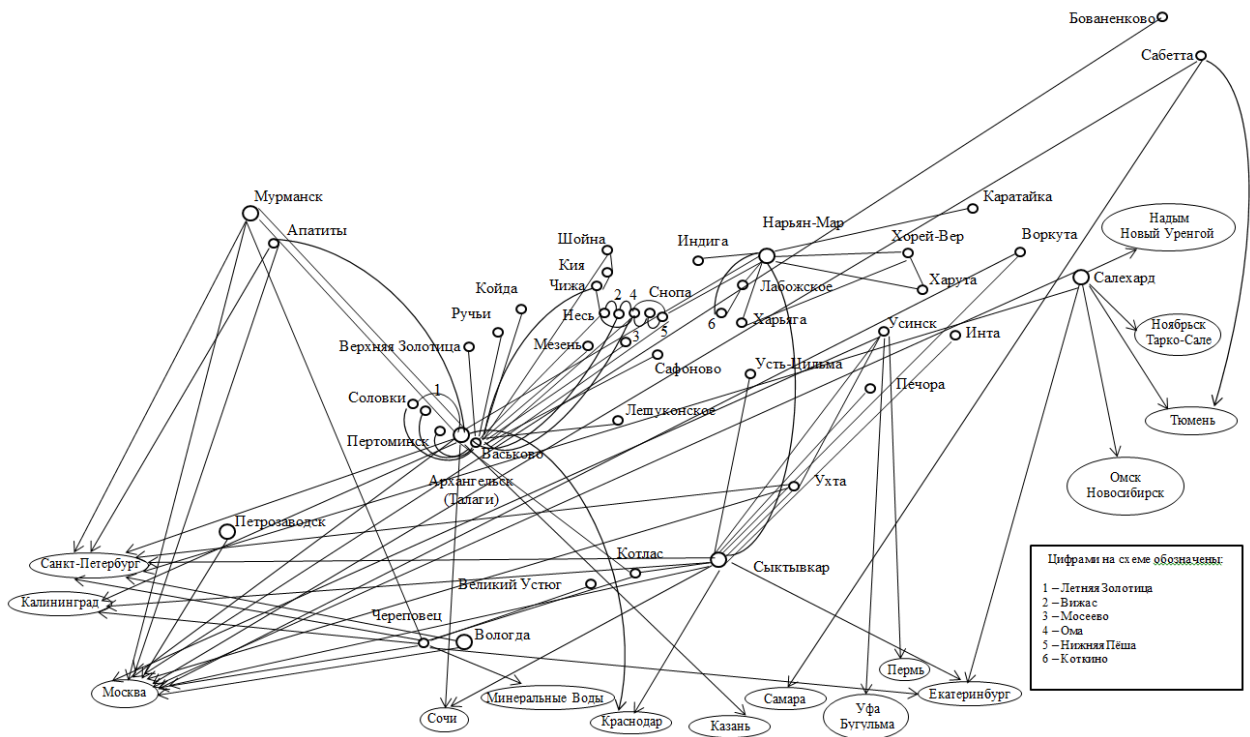 Бованенково
Сабетта
Мурманск
Апатиты
Каратайка
Надым
Новый Уренгой
Нарьян-Мар
Шойна
Индига
Хорей-Вер
Воркута
Кия
Чижа
Салехард
Койда
2 4
Снопа
Лабожское
Харута
Ручьи
Несь
5
6
Харьяга
Усинск
Ноябрьск
Тарко-Сале
Верхняя Золотица
Мезень
3
Инта
Сафоново
Усть-Цильма
1
Соловки
Печора
Лешуконское
Тюмень
Пертоминск
Васьково
Архангельск
(Талаги)
Ухта
Омск
Новосибирск
Петрозаводск
Санкт-Петербург
Котлас
Сыктывкар
Цифрами на схеме обозначены:
Великий Устюг
1 – Летняя Золотица
Калининград
2 – Вижас
Череповец
3 – Мосеево
Вологда
4 – Ома
5 – Нижняя Пёша
6 – Коткино
Пермь
Москва
Минеральные Воды
Самара
Екатеринбург
Сочи
Краснодар
Казань
Уфа
Бугульма